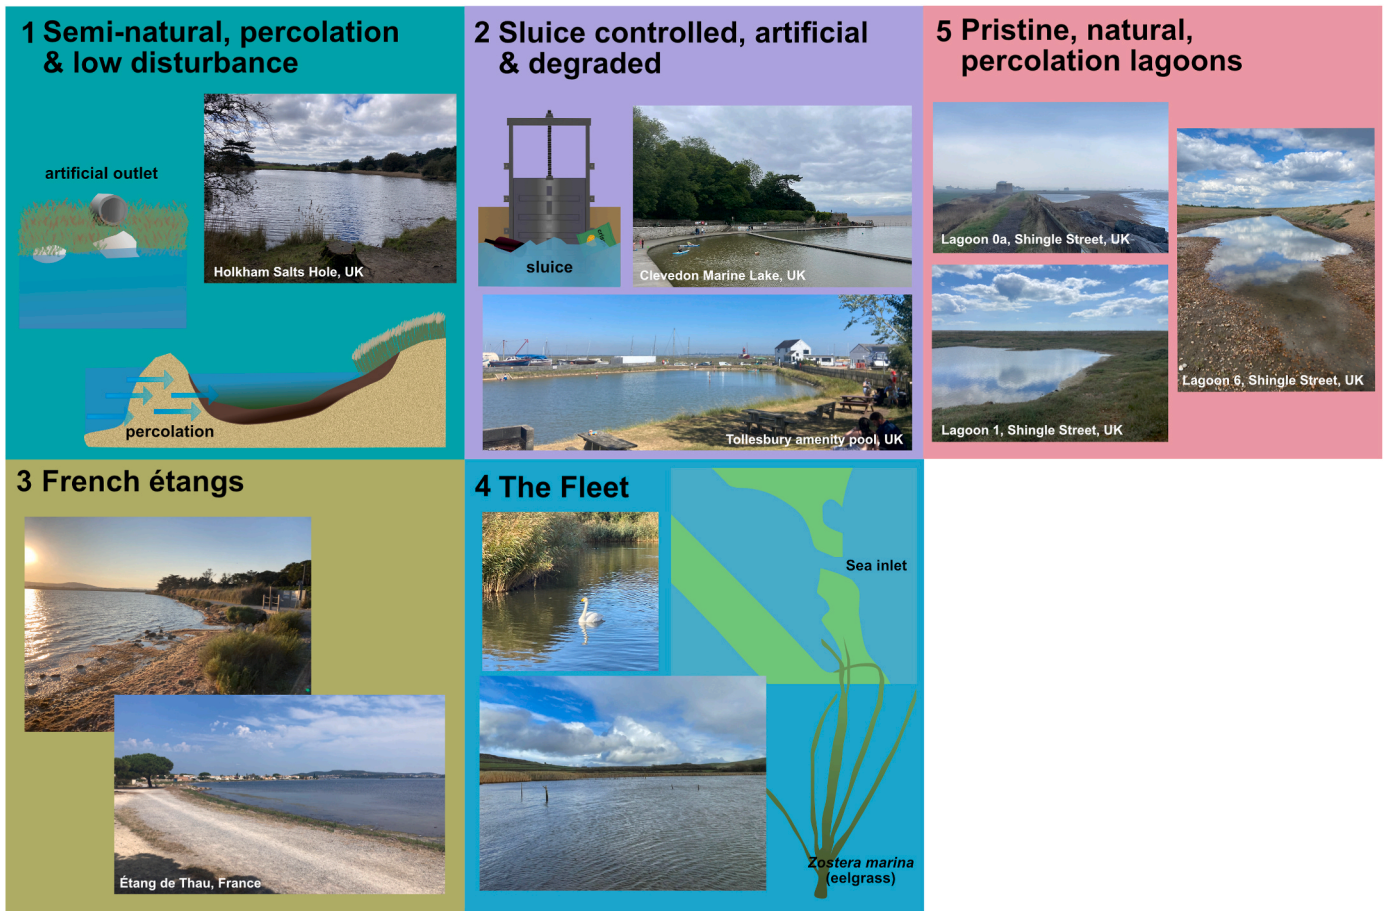 1 Semi-natural, percolation
& low disturbance
artificial outlet
Holkham Salts Hole, UK
percolation
2 Sluice controlled, artificial
& degraded
sluice
Clevedon Marine Lake, UK
Tollesbury amenity pool, UK
5 Pristine, natural,
percolation lagoons
Lagoon 0a, Shingle Street, UK
Lagoon 1, Shingle Street, UK
Lagoon 6, Shingle Street, UK
3 French étangs
Étang de Thau, France
4 The Fleet
Sea inlet
Zostera marina
(eelgrass)